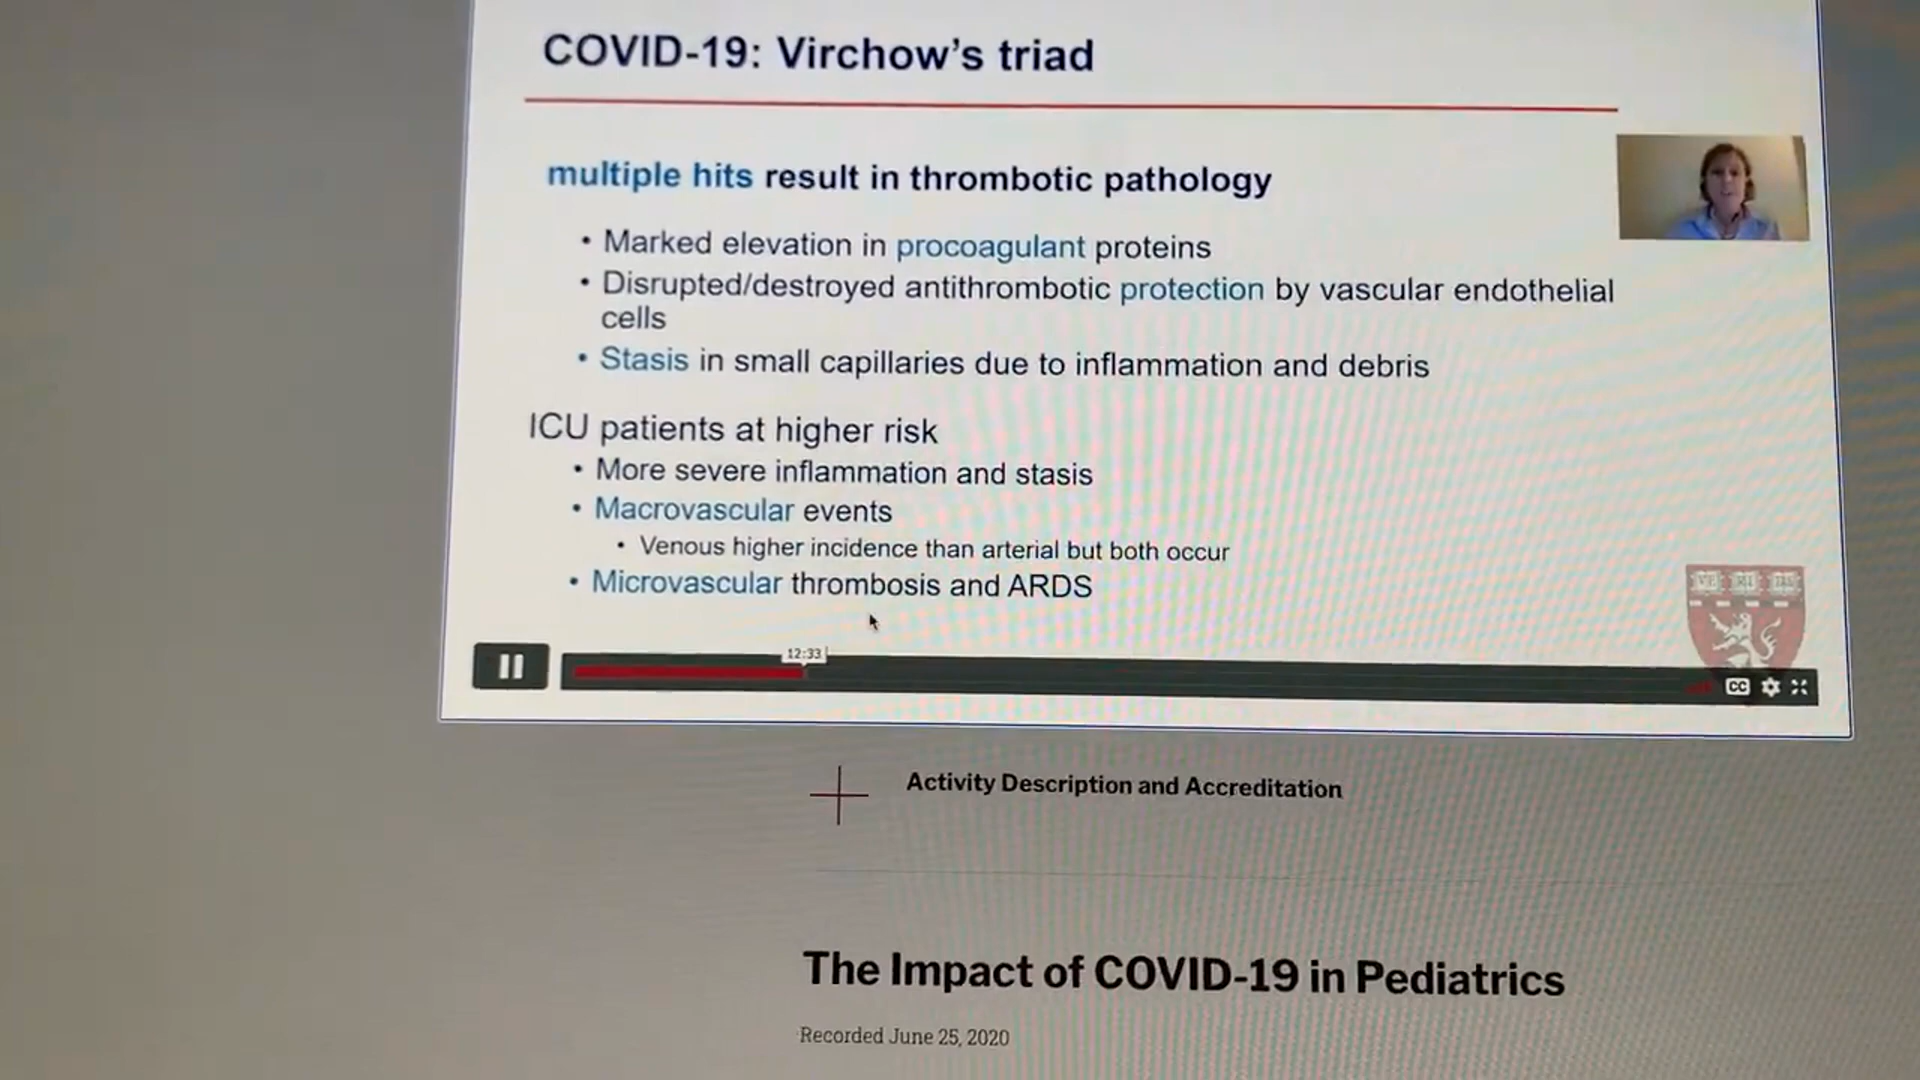 COVID-19: Virchow's triad
multiple hits result in thrombotic pathology
• Marked elevation in procoagulant proteins
• Disrupted/destroyed antithrombotic protection by vascular endothelial
cells
• Stasis in small capillaries due to inflammation and debris
ICU patients at higher risk
• More severe inflammation and stasis
• Macrovascular events
• Venous higher incidence than arterial but both occur
• Microvascular thrombosis and ARDS
VE RI TAS
12:33
CC
Activity Description and Accreditation
The Impact of COVID-19 in Pediatrics
Recorded June 25, 2020